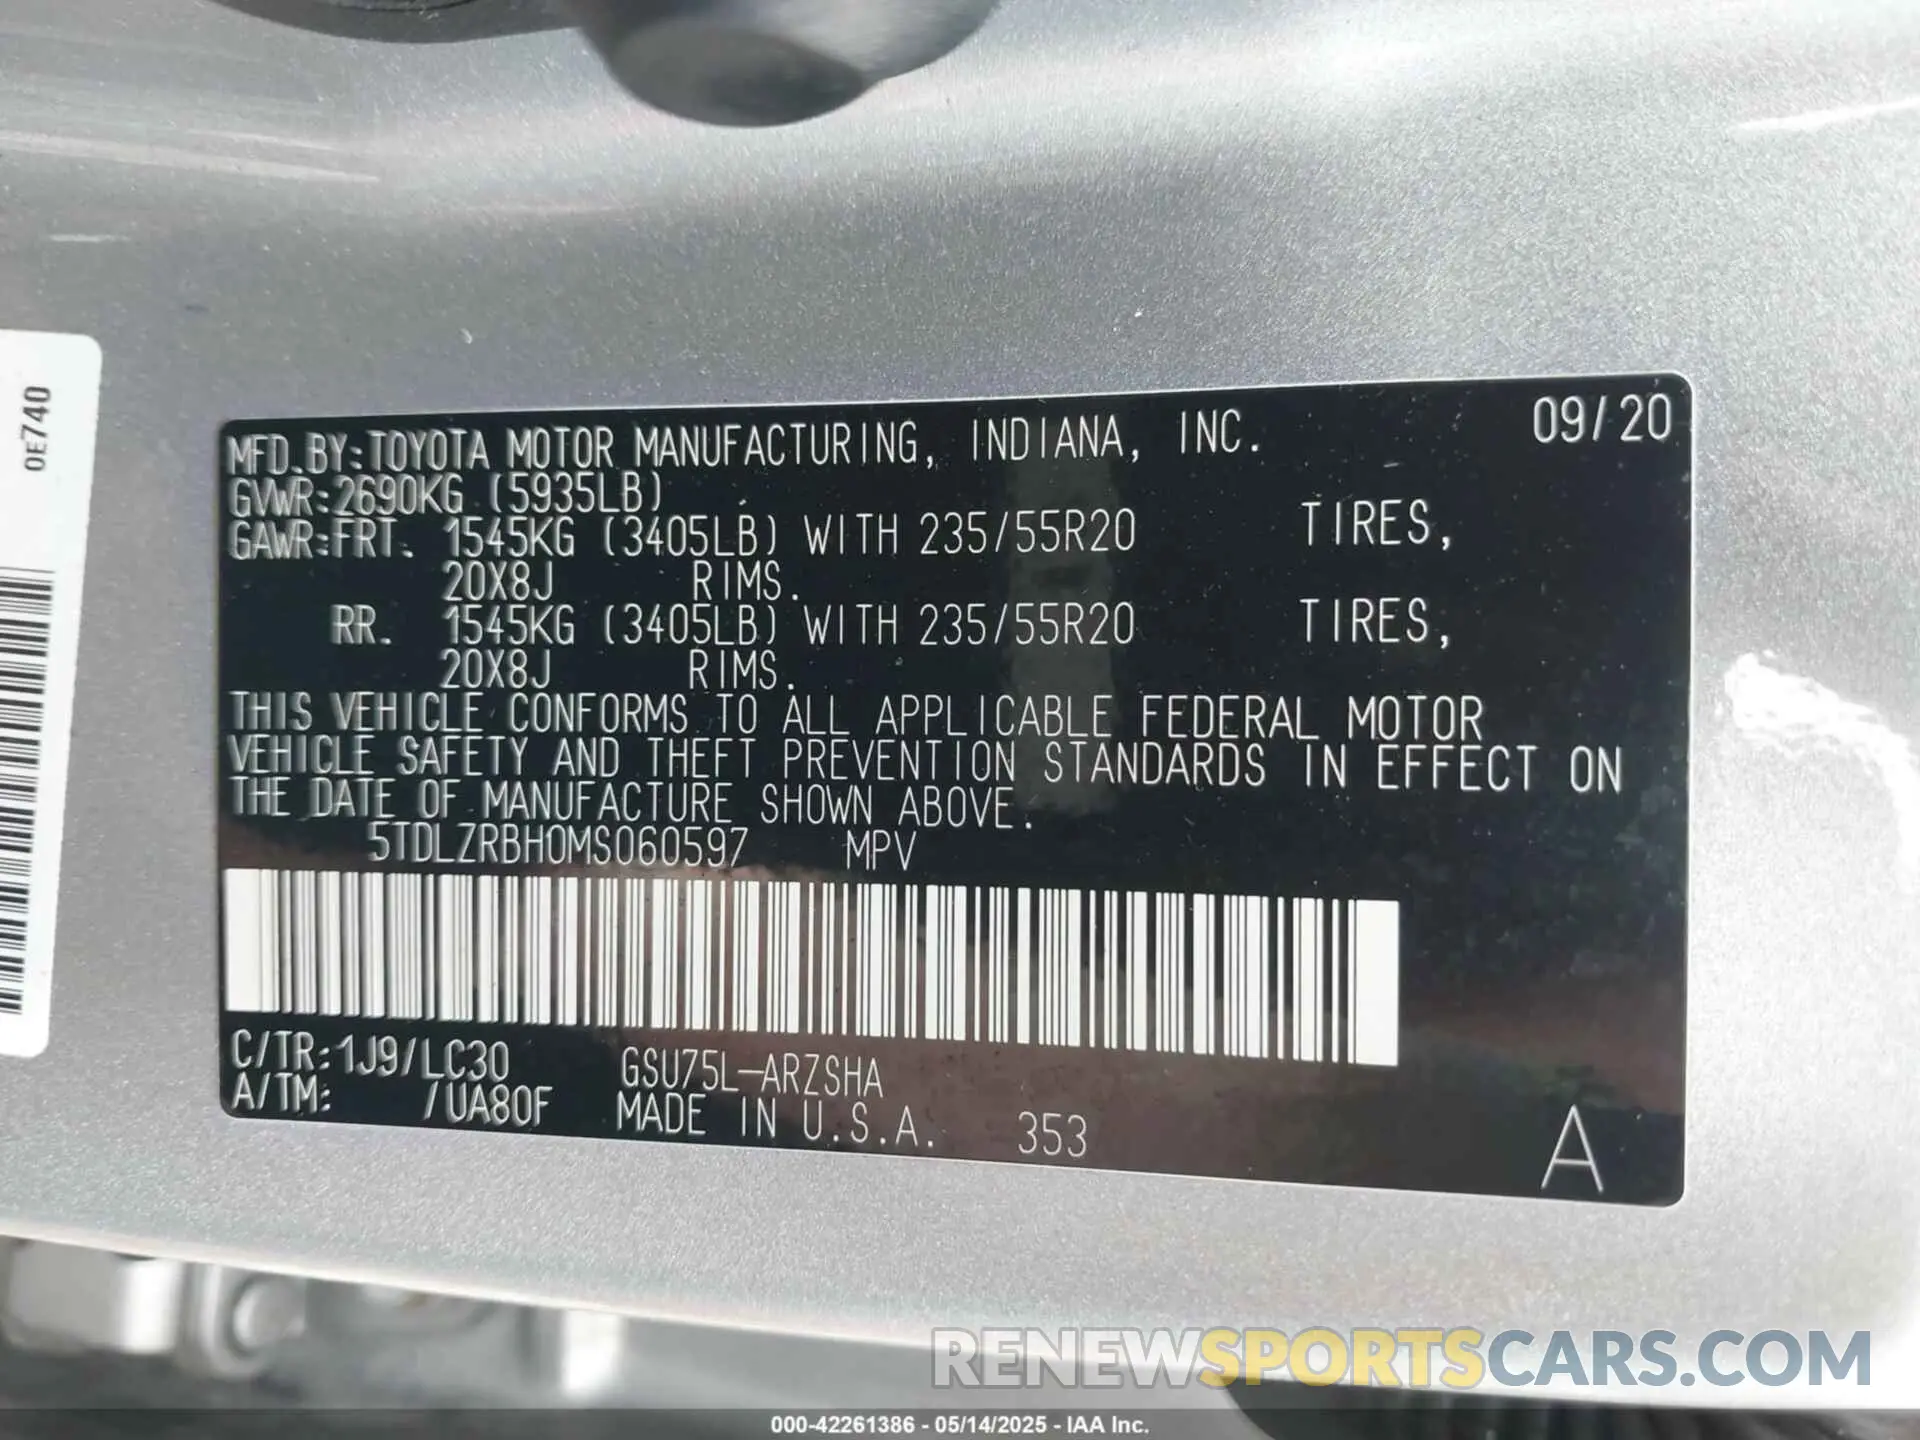 0E740
MFD.BY:TOYOTA MOTOR MANUFACTURING, INDIANA, INC. 09/20
GVWR:2690KG (5935LB)
GAWR:FRT. 1545KG (3405LB) WITH 235/55R20 TIRES,
20X8J RIMS.
RR. 1545KG (3405LB) WITH 235/55R20 TIRES,
20X8J RIMS.
THIS VEHICLE CONFORMS TO ALL APPLICABLE FEDERAL MOTOR
VEHICLE SAFETY AND THEFT PREVENTION STANDARDS IN EFFECT ON
THE DATE OF MANUFACTURE SHOWN ABOVE.
5TDLZRBH0MS060597 MPV
C/TR:1J9/LC30 GSU75L-ARZSHA
A/TM: /UA80F MADE IN U.S.A. 353 A
RENEWSPORTSCARS.COM
000-42261386 - 05/14/2025 - IAA Inc.